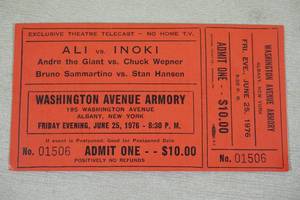 EXCLUSIVE THEATRE TELECAST - NO HOME T.V.
ALI vs. INOKI
Andre the Giant vs. Chuck Wepner
Bruno Sammartino vs. Stan Hansen
WASHINGTON AVENUE ARMORY
195 WASHINGTON AVENUE
ALBANY, NEW YORK
FRIDAY EVENING, JUNE 25, 1976 - 8:30 P. M.
If event is Postponed: Good for Postponed Date
No. 01506 ADMIT ONE -- $10.00
POSITIVELY NO REFUNDS
WASHINGTON AVENUE ARMORY
ALBANY, NEW YORK
FRI. EVE., JUNE 25, 1976
8:30 P. M.
ADMIT ONE -- $10.00
No. 01506